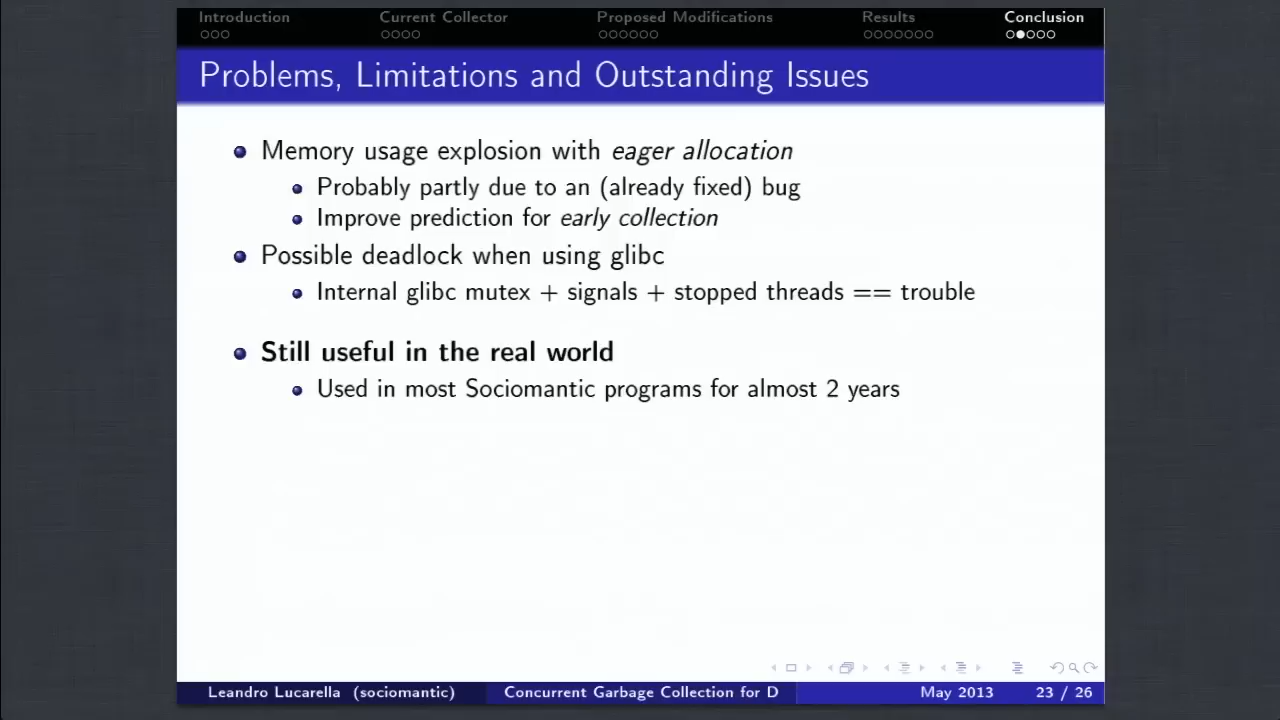 Introduction Current Collector Proposed Modifications Results Conclusion
Problems, Limitations and Outstanding Issues
Memory usage explosion with eager allocation
Probably partly due to an (already fixed) bug
Improve prediction for early collection
Possible deadlock when using glibc
Internal glibc mutex + signals + stopped threads == trouble
Still useful in the real world
Used in most Sociomantic programs for almost 2 years
Leandro Lucarella (sociomantic) Concurrent Garbage Collection for D May 2013 23 / 26